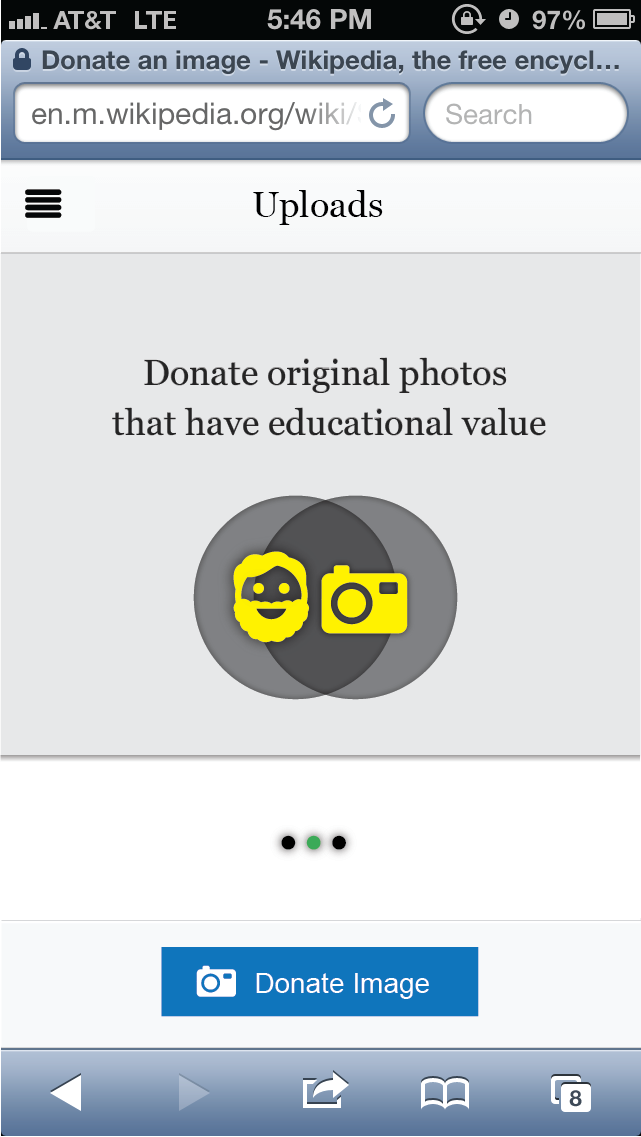 AT&T LTE 5:46 PM 97%
Donate an image - Wikipedia, the free encycl...
en.m.wikipedia.org/wiki/ Search
Uploads
Donate original photos
that have educational value
Donate Image
8